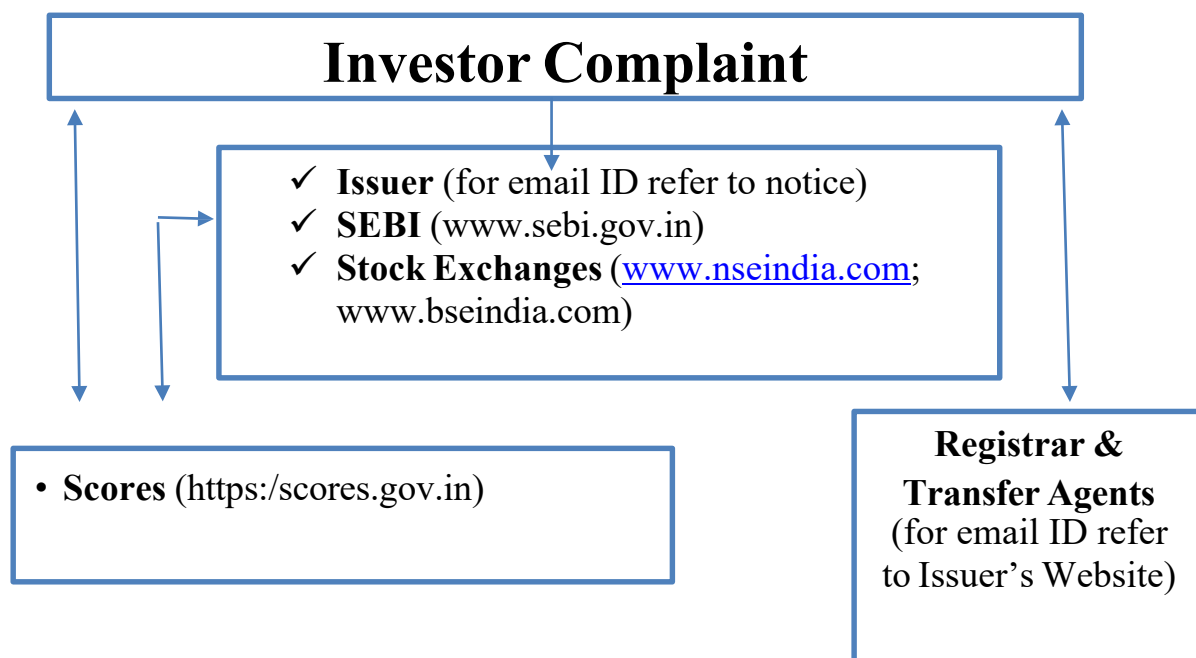 Investor Complaint
✓ Issuer (for email ID refer to notice)
✓ SEBI (www.sebi.gov.in)
✓ Stock Exchanges (www.nseindia.com;
www.bseindia.com)
• Scores (https:/scores.gov.in)
Registrar &
Transfer Agents
(for email ID refer
to Issuer’s Website)